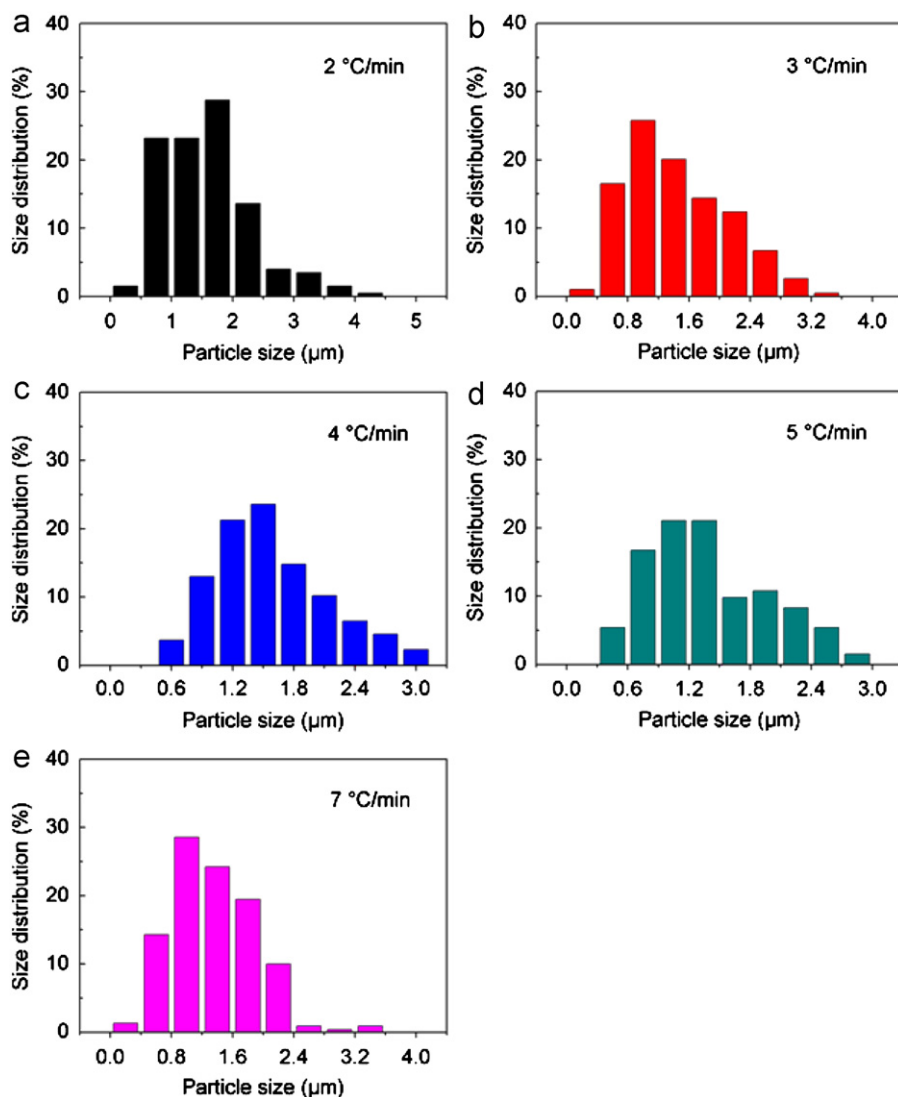 a
2 °C/min
Size distribution (%)
40
30
20
10
0
0 1 2 3 4 5
Particle size (µm)
b
3 °C/min
Size distribution (%)
40
30
20
10
0
0.0 0.8 1.6 2.4 3.2 4.0
Particle size (µm)
c
4 °C/min
Size distribution (%)
40
30
20
10
0
0.0 0.6 1.2 1.8 2.4 3.0
Particle size (µm)
d
5 °C/min
Size distribution (%)
40
30
20
10
0
0.0 0.6 1.2 1.8 2.4 3.0
Particle size (µm)
e
7 °C/min
Size distribution (%)
40
30
20
10
0
0.0 0.8 1.6 2.4 3.2 4.0
Particle size (µm)